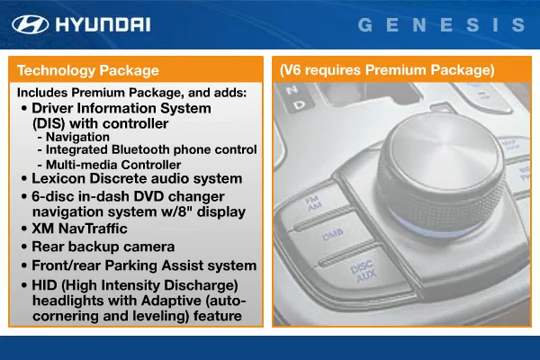 HYUNDAI
GENESIS
Technology Package
Includes Premium Package, and adds:
• Driver Information System
(DIS) with controller
- Navigation
- Integrated Bluetooth phone control
- Multi-media Controller
• Lexicon Discrete audio system
• 6-disc in-dash DVD changer
navigation system w/8" display
• XM NavTraffic
• Rear backup camera
• Front/rear Parking Assist system
• HID (High Intensity Discharge)
headlights with Adaptive (auto-
cornering and leveling) feature
(V6 requires Premium Package)
N
D
FM
AM
DMB
DISC
AUX